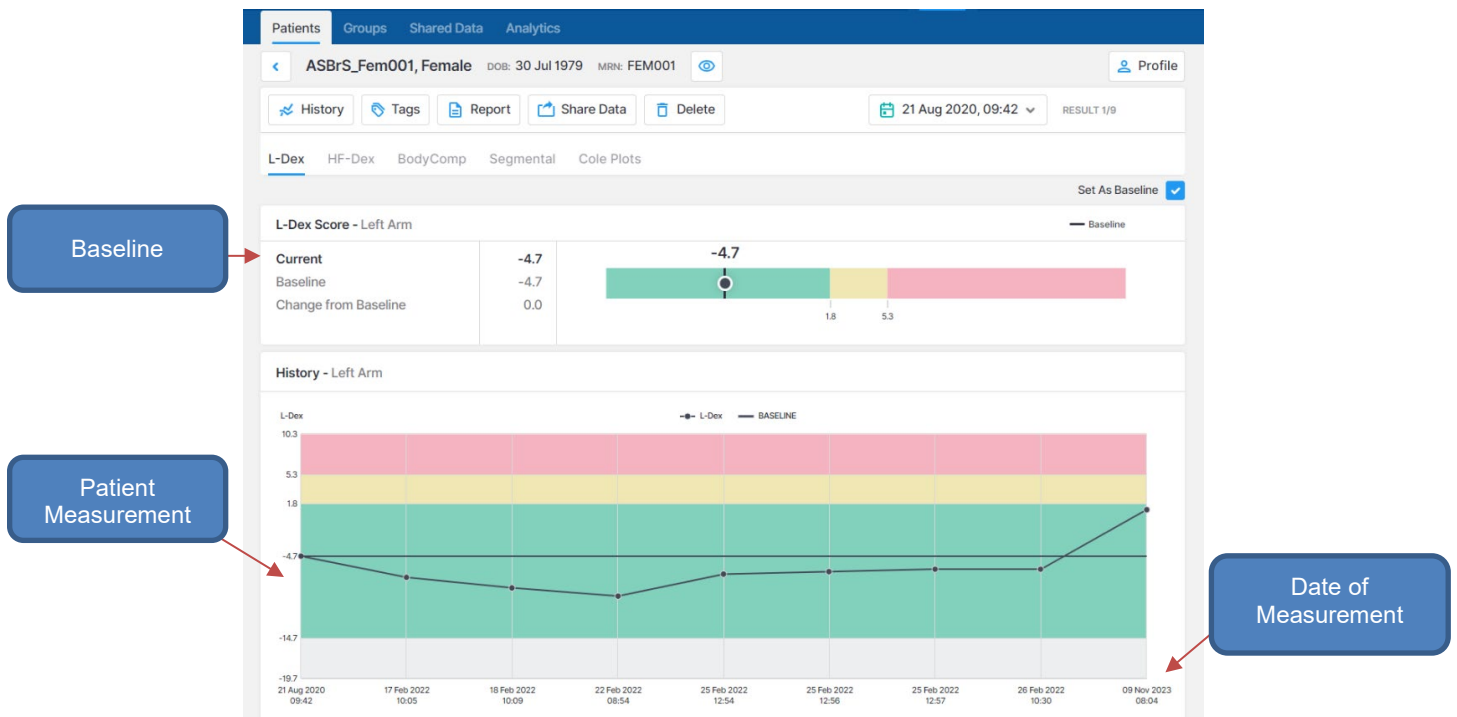 Patients Groups Shared Data Analytics
ASBrS_Fem001, Female DOB: 30 Jul 1979 MRN: FEM001 Profile
History Tags Report Share Data Delete 21 Aug 2020, 09:42 RESULT 1/9
L-Dex HF-Dex BodyComp Segmental Cole Plots
Set As Baseline
Baseline
L-Dex Score - Left Arm Baseline
Current -4.7 -4.7
Baseline -4.7
Change from Baseline 0.0
1.8 5.3
History - Left Arm
L-Dex L-Dex BASELINE
10.3
5.3
1.8
-4.7
-14.7
-19.7
Patient
Measurement
Date of
Measurement
21 Aug 2020 17 Feb 2022 18 Feb 2022 22 Feb 2022 25 Feb 2022 25 Feb 2022 25 Feb 2022 26 Feb 2022 09 Nov 2023
09:42 10:05 10:09 08:54 12:54 12:56 12:57 10:30 08:04